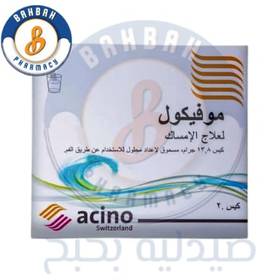 BAHBAH
PHARMACY
موفيكول
لعلاج الإمساك
كيس ١٣,٨ جرام، مسحوق لإعداد محلول للاستخدام عن طريق الفم
acino
Switzerland
٢٠ كيس
صيدلية بحبح